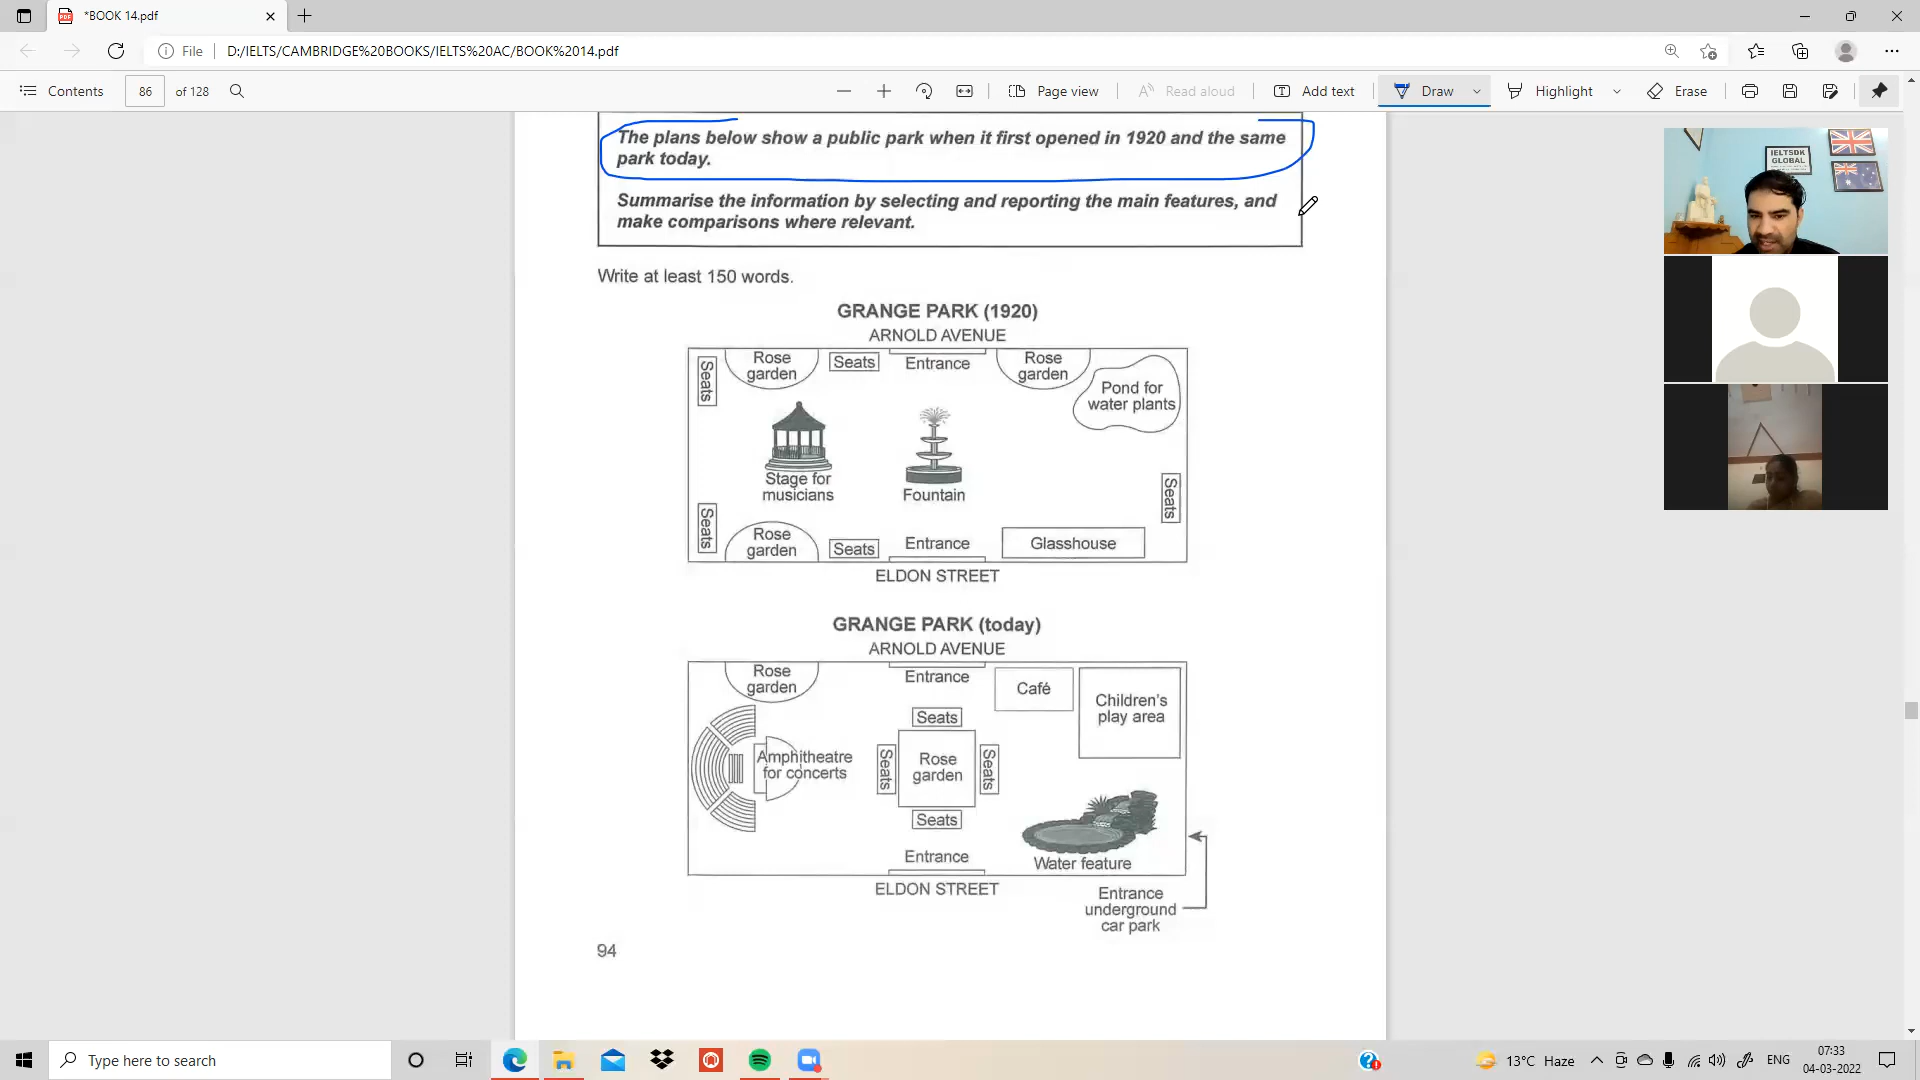 *BOOK 14.pdf
File
D:/IELTS/CAMBRIDGE%20BOOKS/IELTS%20AC/BOOK%2014.pdf
Contents
86
of 128
Page view
Read aloud
Add text
Draw
Highlight
Erase
The plans below show a public park when it first opened in 1920 and the same
park today.
Summarise the information by selecting and reporting the main features, and
make comparisons where relevant.
Write at least 150 words.
GRANGE PARK (1920)
ARNOLD AVENUE
Seats
Rose
garden
Seats
Entrance
Rose
garden
Pond for
water plants
Stage for
musicians
Fountain
Seats
Seats
Rose
garden
Seats
Entrance
Glasshouse
ELDON STREET
GRANGE PARK (today)
ARNOLD AVENUE
Rose
garden
Entrance
Café
Children's
play area
Seats
Amphitheatre
for concerts
Seats
Rose
garden
Seats
Seats
Entrance
Water feature
ELDON STREET
Entrance
underground
car park
94
IELTSDK
GLOBAL
Type here to search
13°C Haze
ENG
07:33
04-03-2022